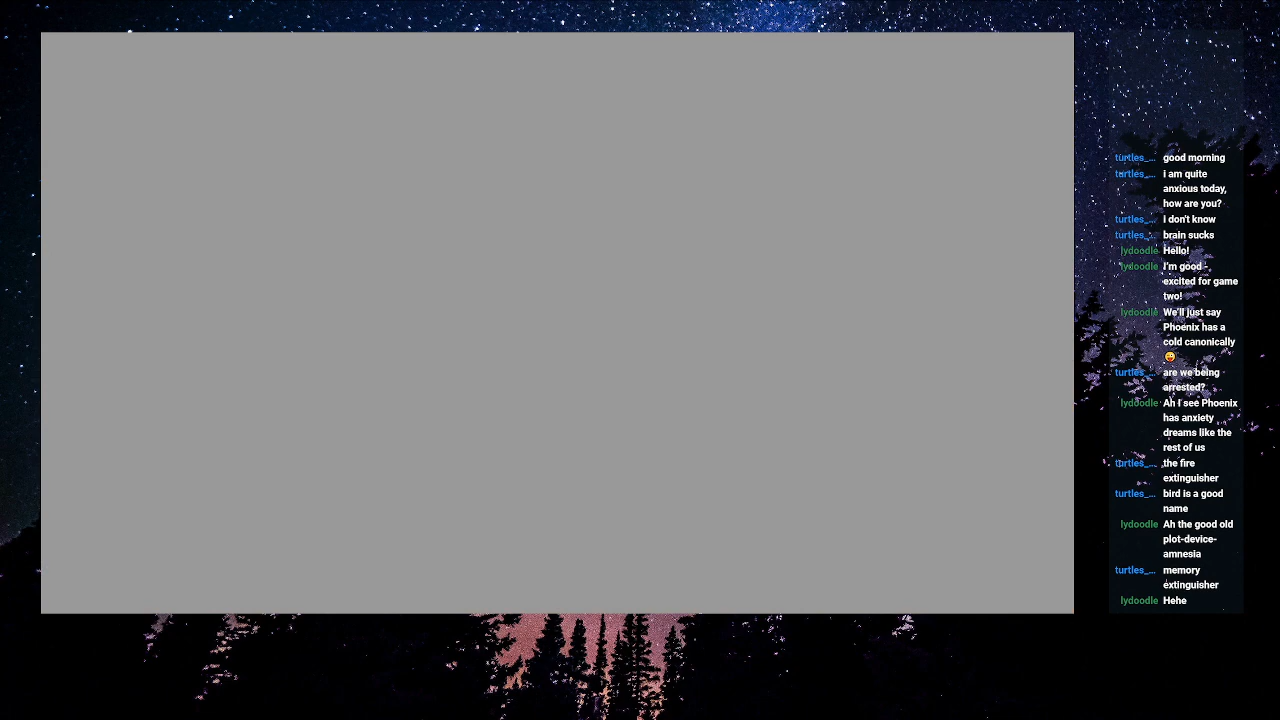 turtles_... good morning
turtles_... i am quite
anxious today,
how are you?
turtles_... I don't know
turtles_... brain sucks
lydoodle Hello!
lydoodle I'm good -
excited for game
two!
lydoodle We'll just say
Phoenix has a
cold canonically
😜
turtles_... are we being
arrested?
lydoodle Ah I see Phoenix
has anxiety
dreams like the
rest of us
turtles_... the fire
extinguisher
turtles_... bird is a good
name
lydoodle Ah the good old
plot-device-
amnesia
turtles_... memory
extinguisher
lydoodle Hehe